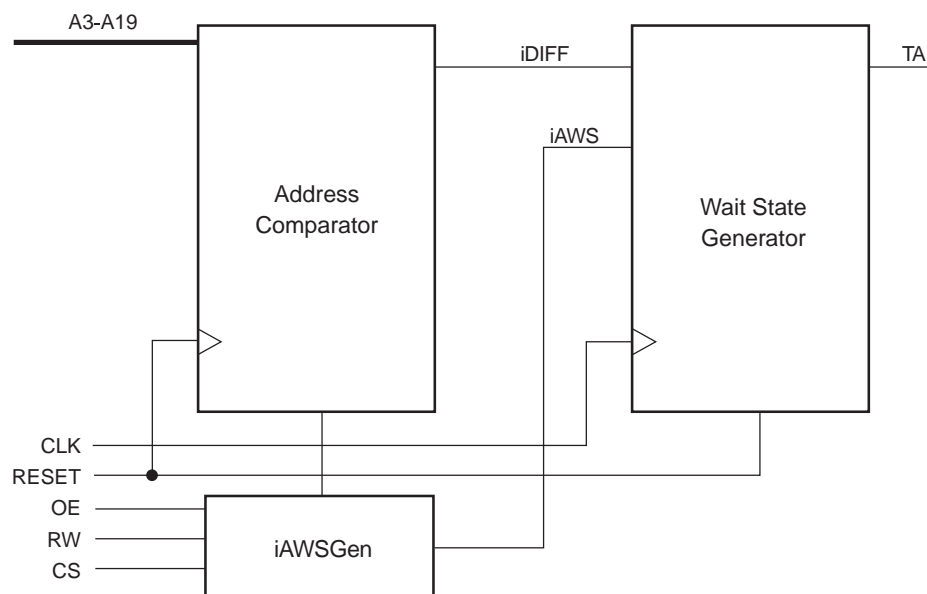 A3-A19
iDIFF
TA
iAWS
Address
Comparator
Wait State
Generator
CLK
RESET
OE
RW
CS
iAWSGen